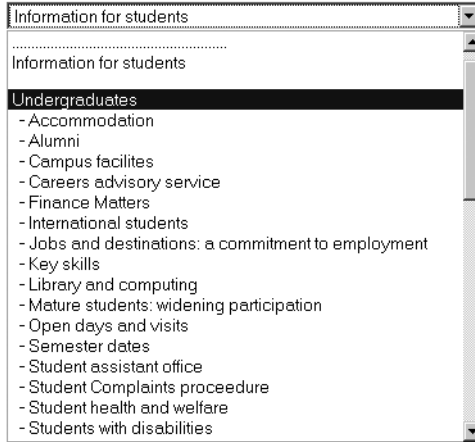 Information for students
......................................................
Information for students
Undergraduates
- Accommodation
- Alumni
- Campus facilites
- Careers advisory service
- Finance Matters
- International students
- Jobs and destinations: a commitment to employment
- Key skills
- Library and computing
- Mature students: widening participation
- Open days and visits
- Semester dates
- Student assistant office
- Student Complaints proceedure
- Student health and welfare
- Students with disabilities